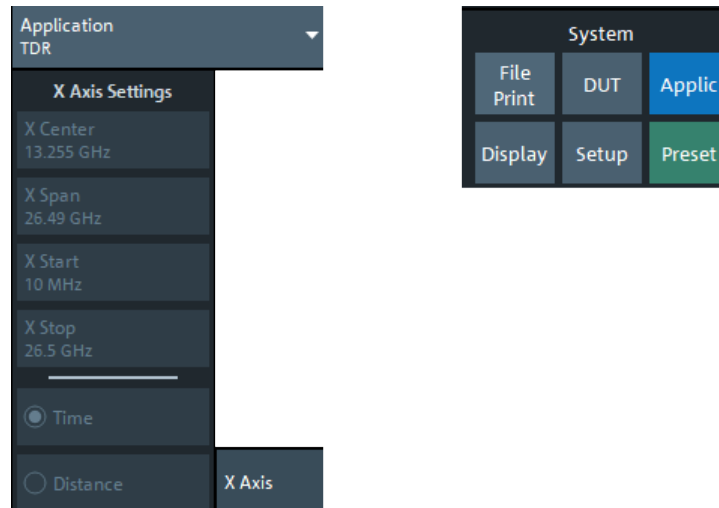 Application
TDR
X Axis Settings
X Center
13.255 GHz
X Span
26.49 GHz
X Start
10 MHz
X Stop
26.5 GHz
Time
Distance
X Axis
System
File
Print
DUT
Applic
Display
Setup
Preset